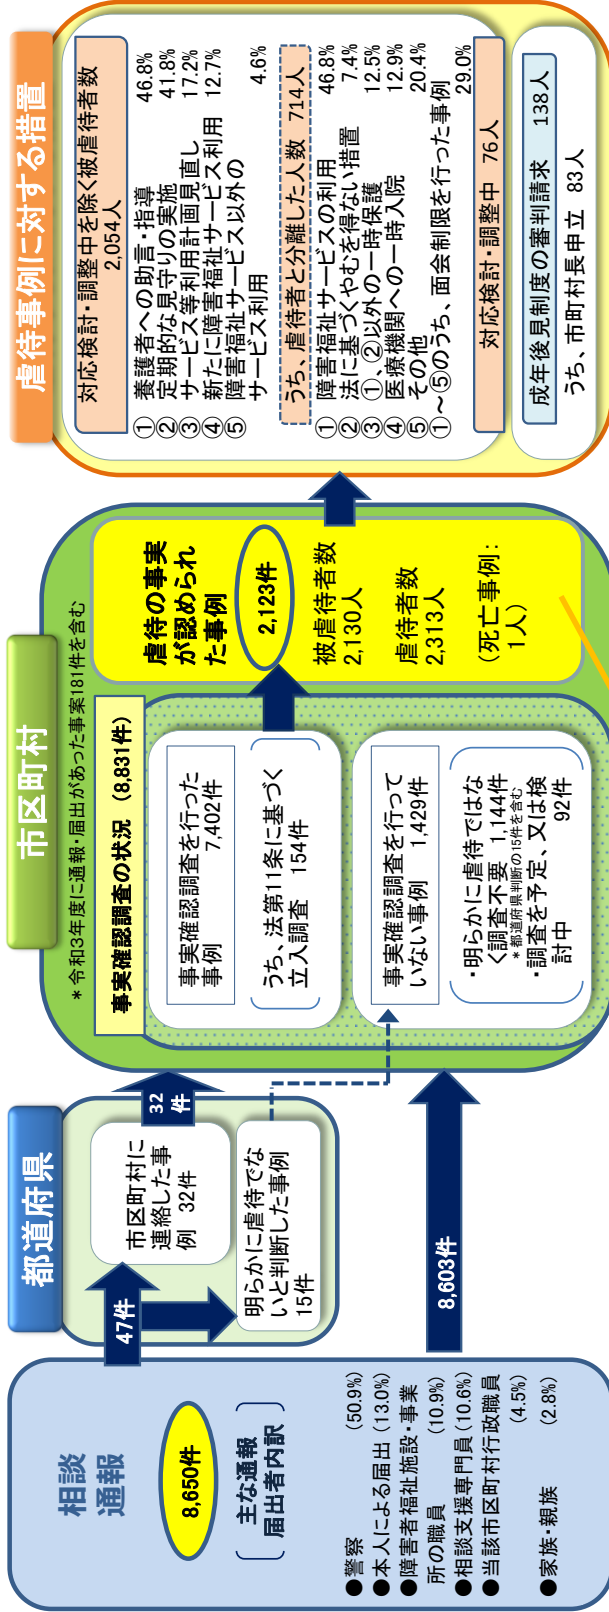 相談
通報
8,650件
主な通報
届出者内訳
●警察 (50.9%)
●本人による届出 (13.0%)
●障害者福祉施設・事業
所の職員 (10.9%)
●相談支援専門員 (10.6%)
●当該市区町村行政職員
(4.5%)
●家族・親族 (2.8%)
都道府県
47件
市区町村に
連絡した事
例 32件
明らかに虐待でな
いと判断した事例
15件
32
件
8,603件
市区町村
*令和3年度に通報・届出があった事案181件を含む
事実確認調査の状況 (8,831件)
事実確認調査を行った
事例 7,402件
うち、法第11条に基づく
立入調査 154件
事実確認調査を行って
いない事例 1,429件
・明らかに虐待ではな
く調査不要 1,144件
*都道府県判断の15件を含む
・調査を予定、又は検
討中 92件
虐待の事実
が認められ
た事例
2,123件
被虐待者数
2,130人
虐待者数
2,313人
(死亡事例:
1人)
虐待事例に対する措置
対応検討・調整中を除く被虐待者数
2,054人
① 養護者への助言・指導 46.8%
② 定期的な見守りの実施 41.8%
③ サービス等利用計画見直し 17.2%
④ 新たに障害福祉サービス利用 12.7%
⑤ 障害福祉サービス以外の
サービス利用 4.6%
うち、虐待者と分離した人数 714人
① 障害福祉サービスの利用 46.8%
② 法に基づくやむを得ない措置 7.4%
③ ①、②以外の一時保護 12.5%
④ 医療機関への一時入院 12.9%
⑤ その他 20.4%
①~⑤のうち、面会制限を行った事例
29.0%
対応検討・調整中 76人
成年後見制度の審判請求 138人
うち、市町村長申立 83人